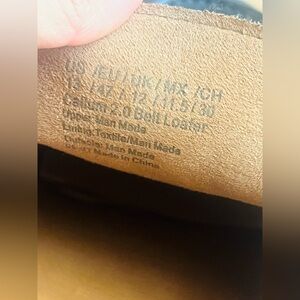 US /EU / UK / MX /CH
13 /47 / 12 / 11.5 / 30
Callum 2.0 Belt Loafer
Upper: Man Made
Lining: Textile/Man Made
Outsole: Man Made
Made in China